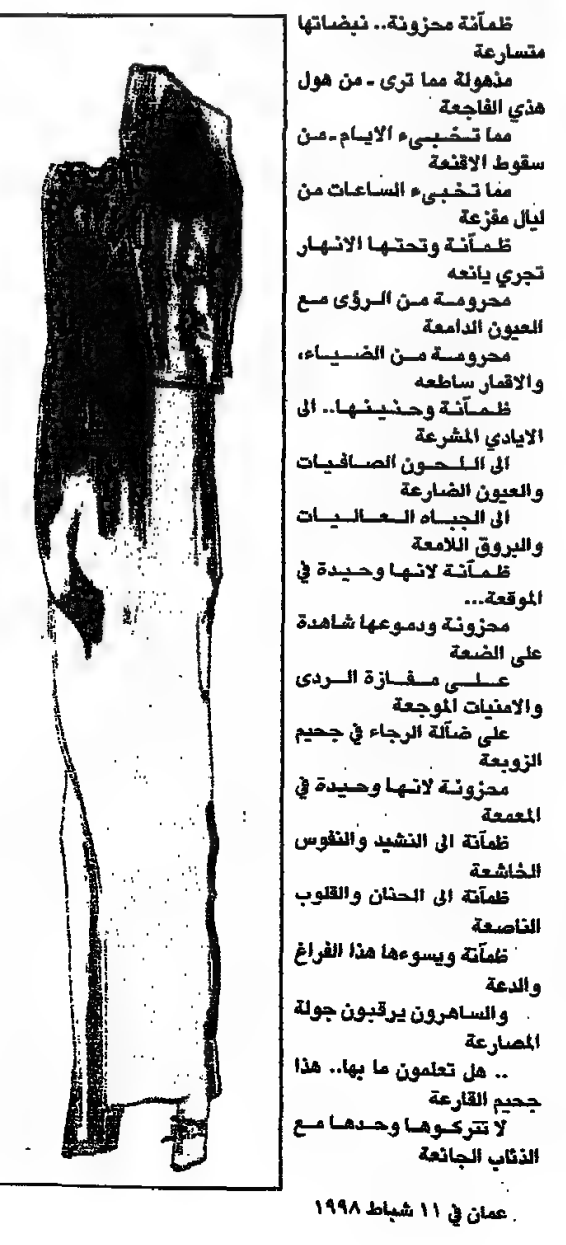 ظمآنة محزونة.. نبضاتها
متسارعة
مذهولة مما ترى - من هول
هذي الفاجعة
مما تخبيء الايام - من
سقوط الاقنعة
مما تخبيء الساعات من
ليال مفزعة
ظمآنة وتحتها الانهار
تجري يانعه
محرومة من الرؤى مع
العيون الدامعة
محرومة من الضياء،
والاقمار ساطعه
ظمآنة وحنينها.. الى
الايادي المشرعة
الى اللحون الصافيات
والعيون الضارعة
الى الجباه العاليات
والبروق اللامعة
ظمآنة لانها وحيدة في
الموقعة...
محزونة ودموعها شاهدة
على الضعة
على مفازة الردى
والامنيات الموجعة
على ضآلة الرجاء في جحيم
الزوبعة
محزونة لانها وحيدة في
المعمعة
ظمآنة الى النشيد والنفوس
الخاشعة
ظمآنة الى الحنان والقلوب
الناصعة
ظمآنة ويسوءها هذا الفراغ
والدعة
والساهرون يرقبون جولة
المصارعة
.. هل تعلمون ما بها.. هذا
جحيم القارعة
لا تتركوها وحدها مع
الذئاب الجائعة
عمان في ١١ شباط ١٩٩٨